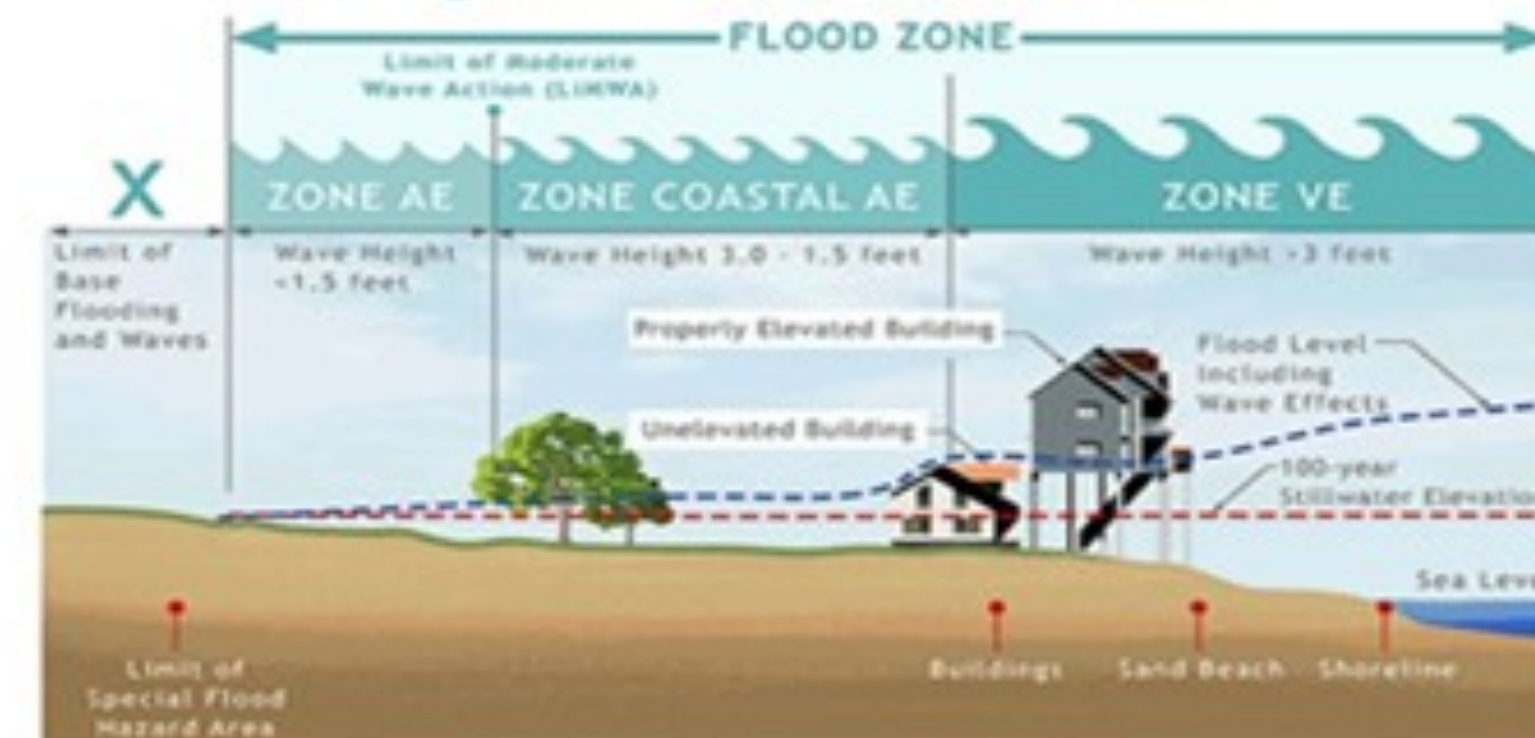 FLOOD ZONE
Limit of Moderate
Wave Action (LiMWA)
X
ZONE AE
ZONE COASTAL AE
ZONE VE
Limit of
Base
Flooding
and Waves
Wave Height
<1.5 feet
Wave Height 3.0 - 1.5 feet
Wave Height >3 feet
Properly Elevated Building
Unelevated Building
Flood Level
Including
Wave Effects
100-year
Stillwater Elevatio
Sea Leve
Limit of
Special Flood
Hazard Area
Buildings
Sand Beach
Shoreline